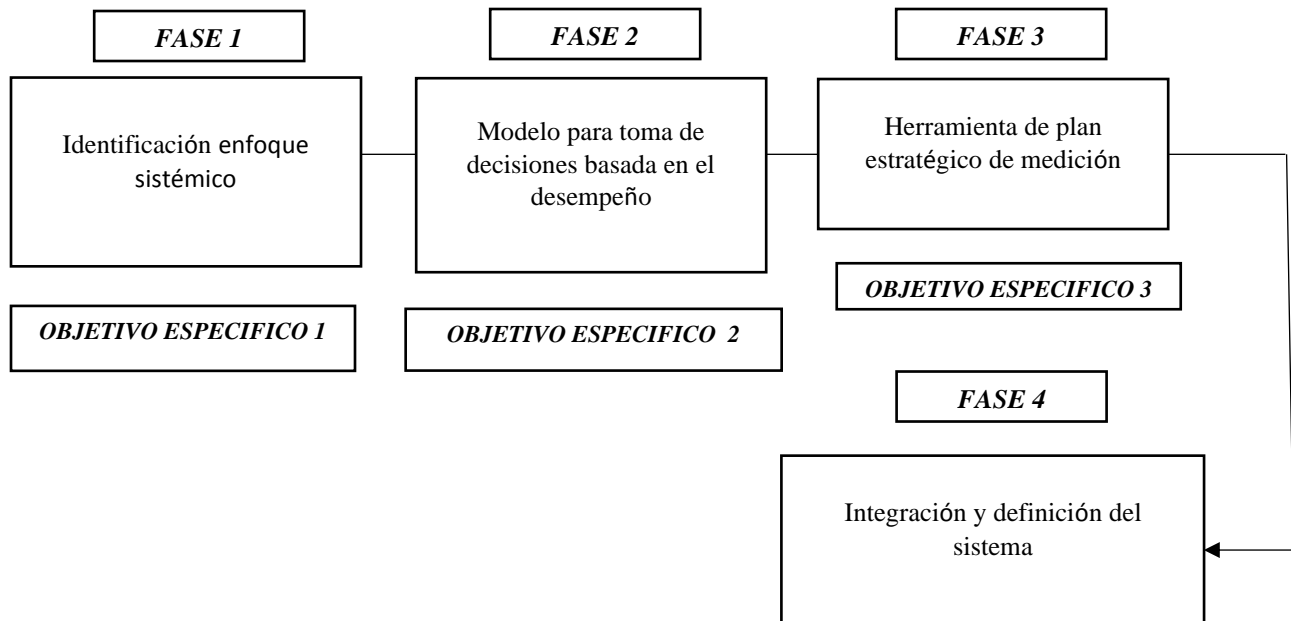 FASE 1
FASE 2
FASE 3
Identificación enfoque
sistémico
Modelo para toma de
decisiones basada en el
desempeño
Herramienta de plan
estratégico de medición
OBJETIVO ESPECIFICO 1
OBJETIVO ESPECIFICO  2
OBJETIVO ESPECIFICO 3
FASE 4
Integración y definición del
sistema